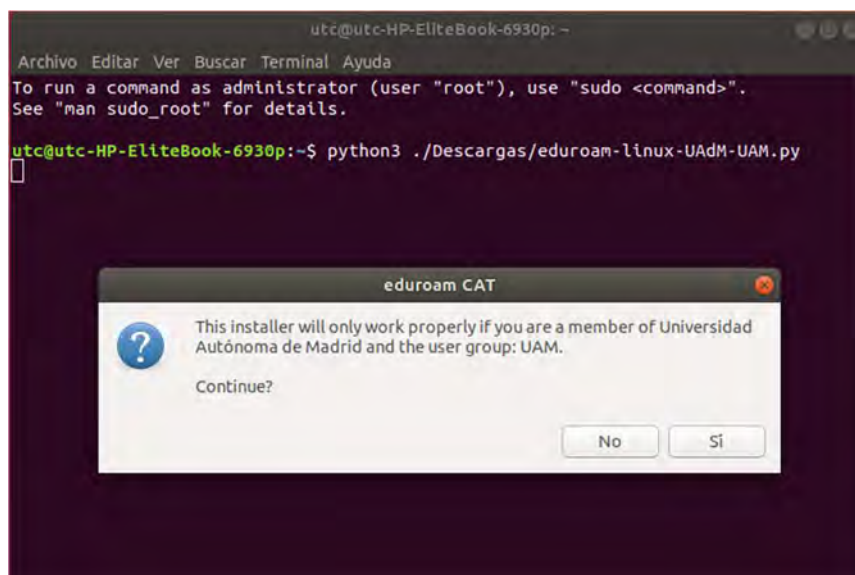 utc@utc-HP-EliteBook-6930p: ~
Archivo Editar Ver Buscar Terminal Ayuda
To run a command as administrator (user "root"), use "sudo <command>".
See "man sudo_root" for details.
utc@utc-HP-EliteBook-6930p:~$ python3 ./Descargas/eduroam-linux-UAdM-UAM.py
eduroam CAT
This installer will only work properly if you are a member of Universidad
Autónoma de Madrid and the user group: UAM.
Continue?
No Sí